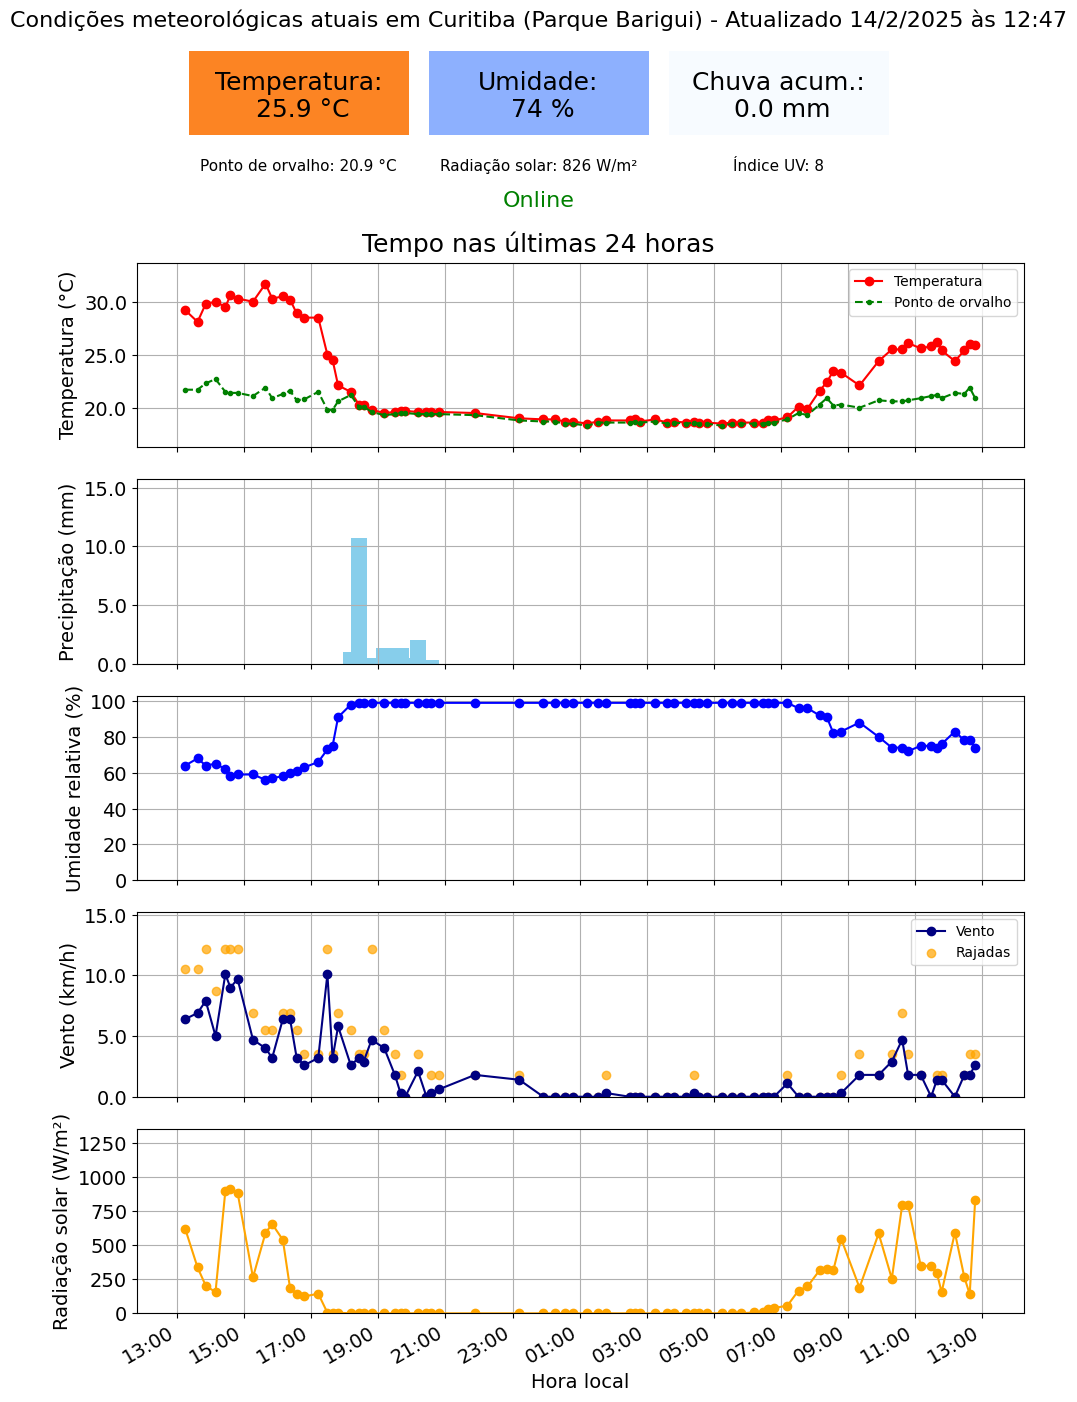 Condições meteorológicas atuais em Curitiba (Parque Barigui) - Atualizado 14/2/2025 às 12:47
Temperatura:
25.9 °C
Umidade:
74 %
Chuva acum.:
0.0 mm
Ponto de orvalho: 20.9 °C
Radiação solar: 826 W/m²
Índice UV: 8
Online
Tempo nas últimas 24 horas
Temperatura (°C)
30.0
25.0
20.0
Temperatura
Ponto de orvalho
Precipitação (mm)
15.0
10.0
5.0
0.0
Umidade relativa (%)
100
80
60
40
20
0
Vento (km/h)
15.0
10.0
5.0
0.0
Vento
Rajadas
Radiação solar (W/m²)
1250
1000
750
500
250
0
13:00
15:00
17:00
19:00
21:00
23:00
01:00
03:00
05:00
07:00
09:00
11:00
13:00
Hora local